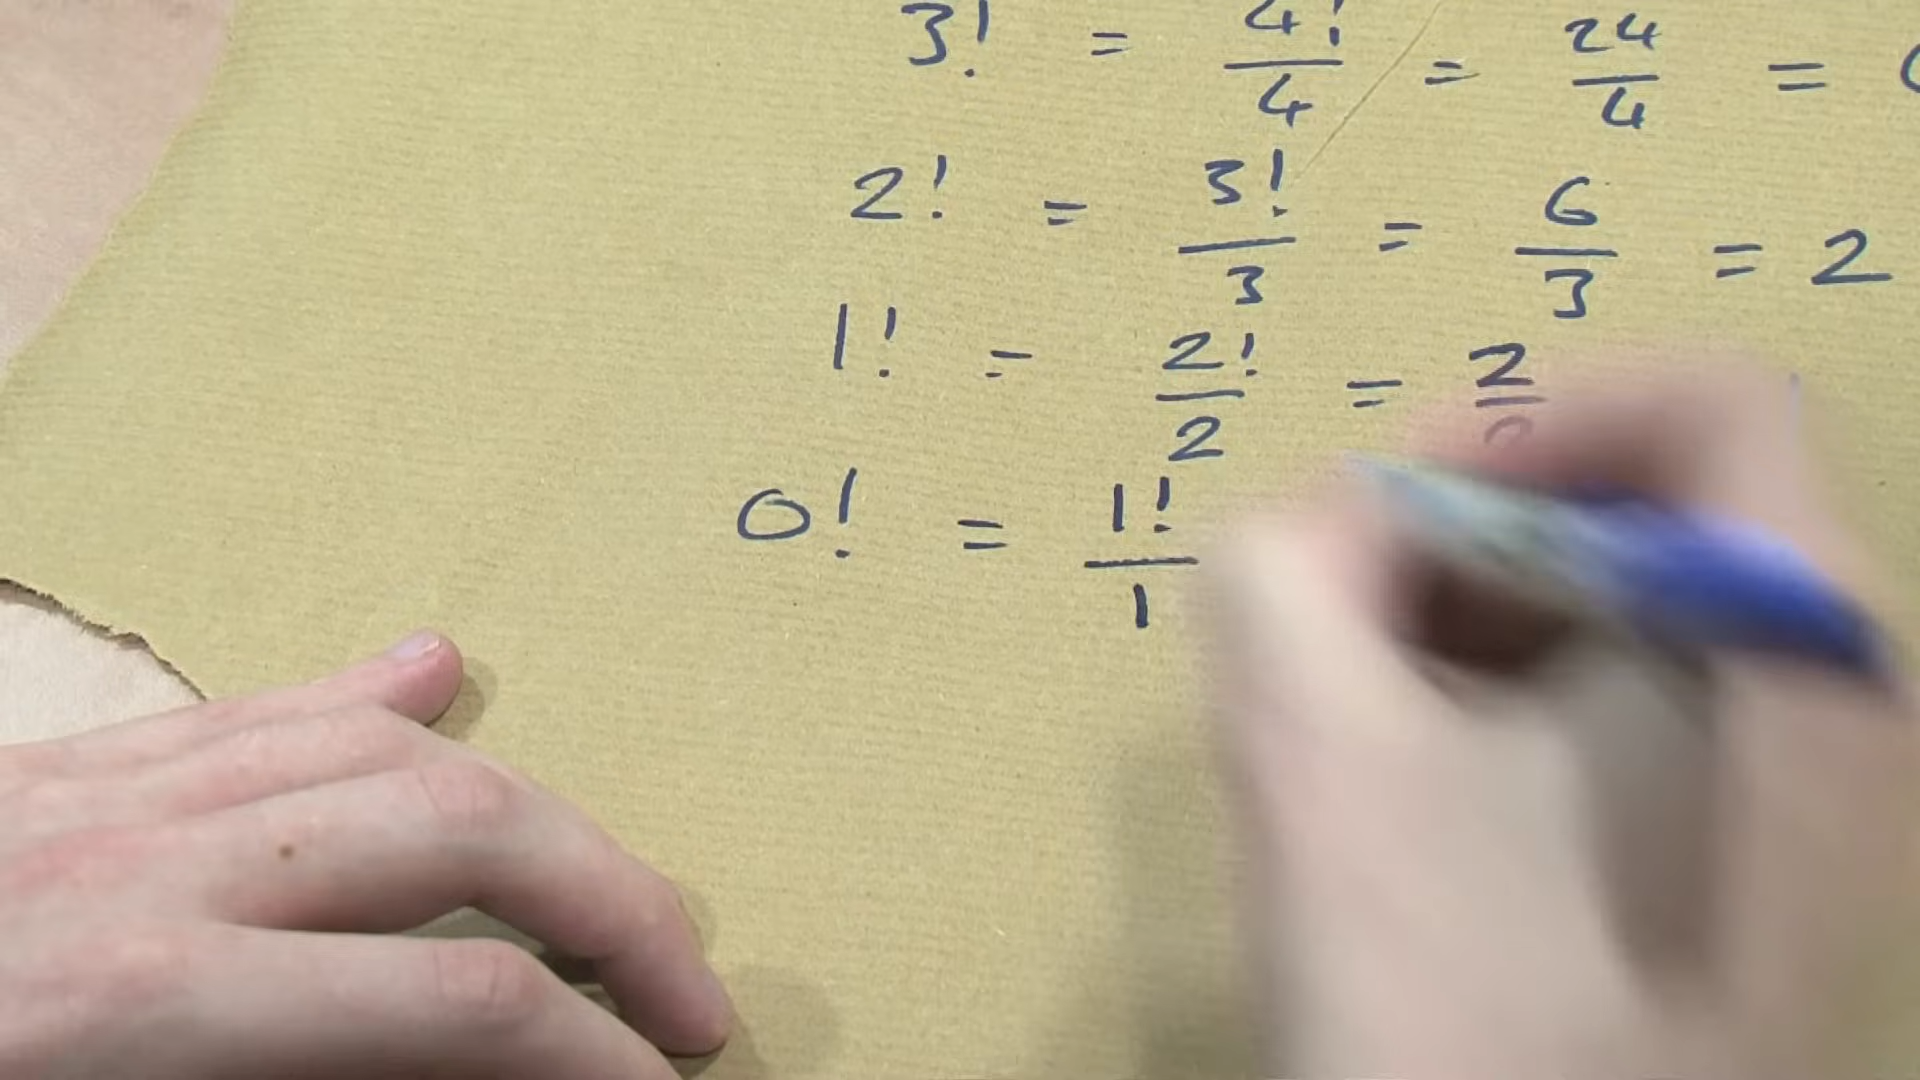 3! = 4!/4 = 24/4 =
2! = 3!/3 = 6/3 = 2
1! = 2!/2 = 2
0! = 1!/1